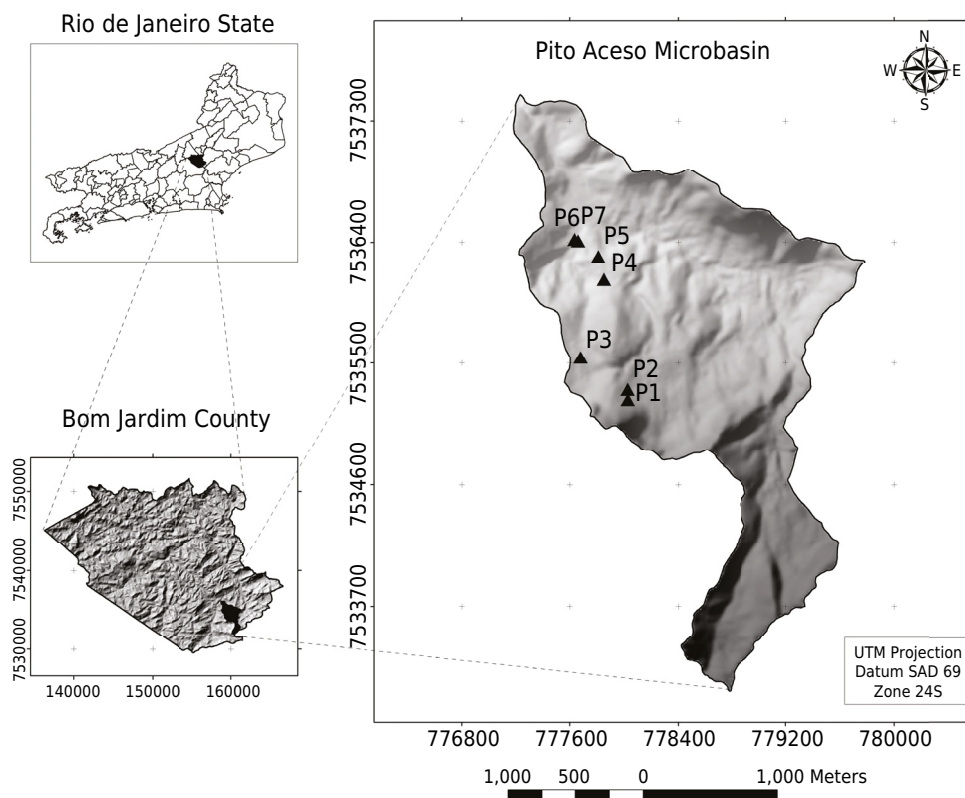 Rio de Janeiro State
Pito Aceso Microbasin
N
W E
S
7537300
7536400
7535500
7534600
7533700
P6 P7
P5
P4
P3
P2
P1
Bom Jardim County
7550000
7540000
7530000
140000 150000 160000
UTM Projection
Datum SAD 69
Zone 24S
776800 777600 778400 779200 780000
1,000 500 0 1,000 Meters